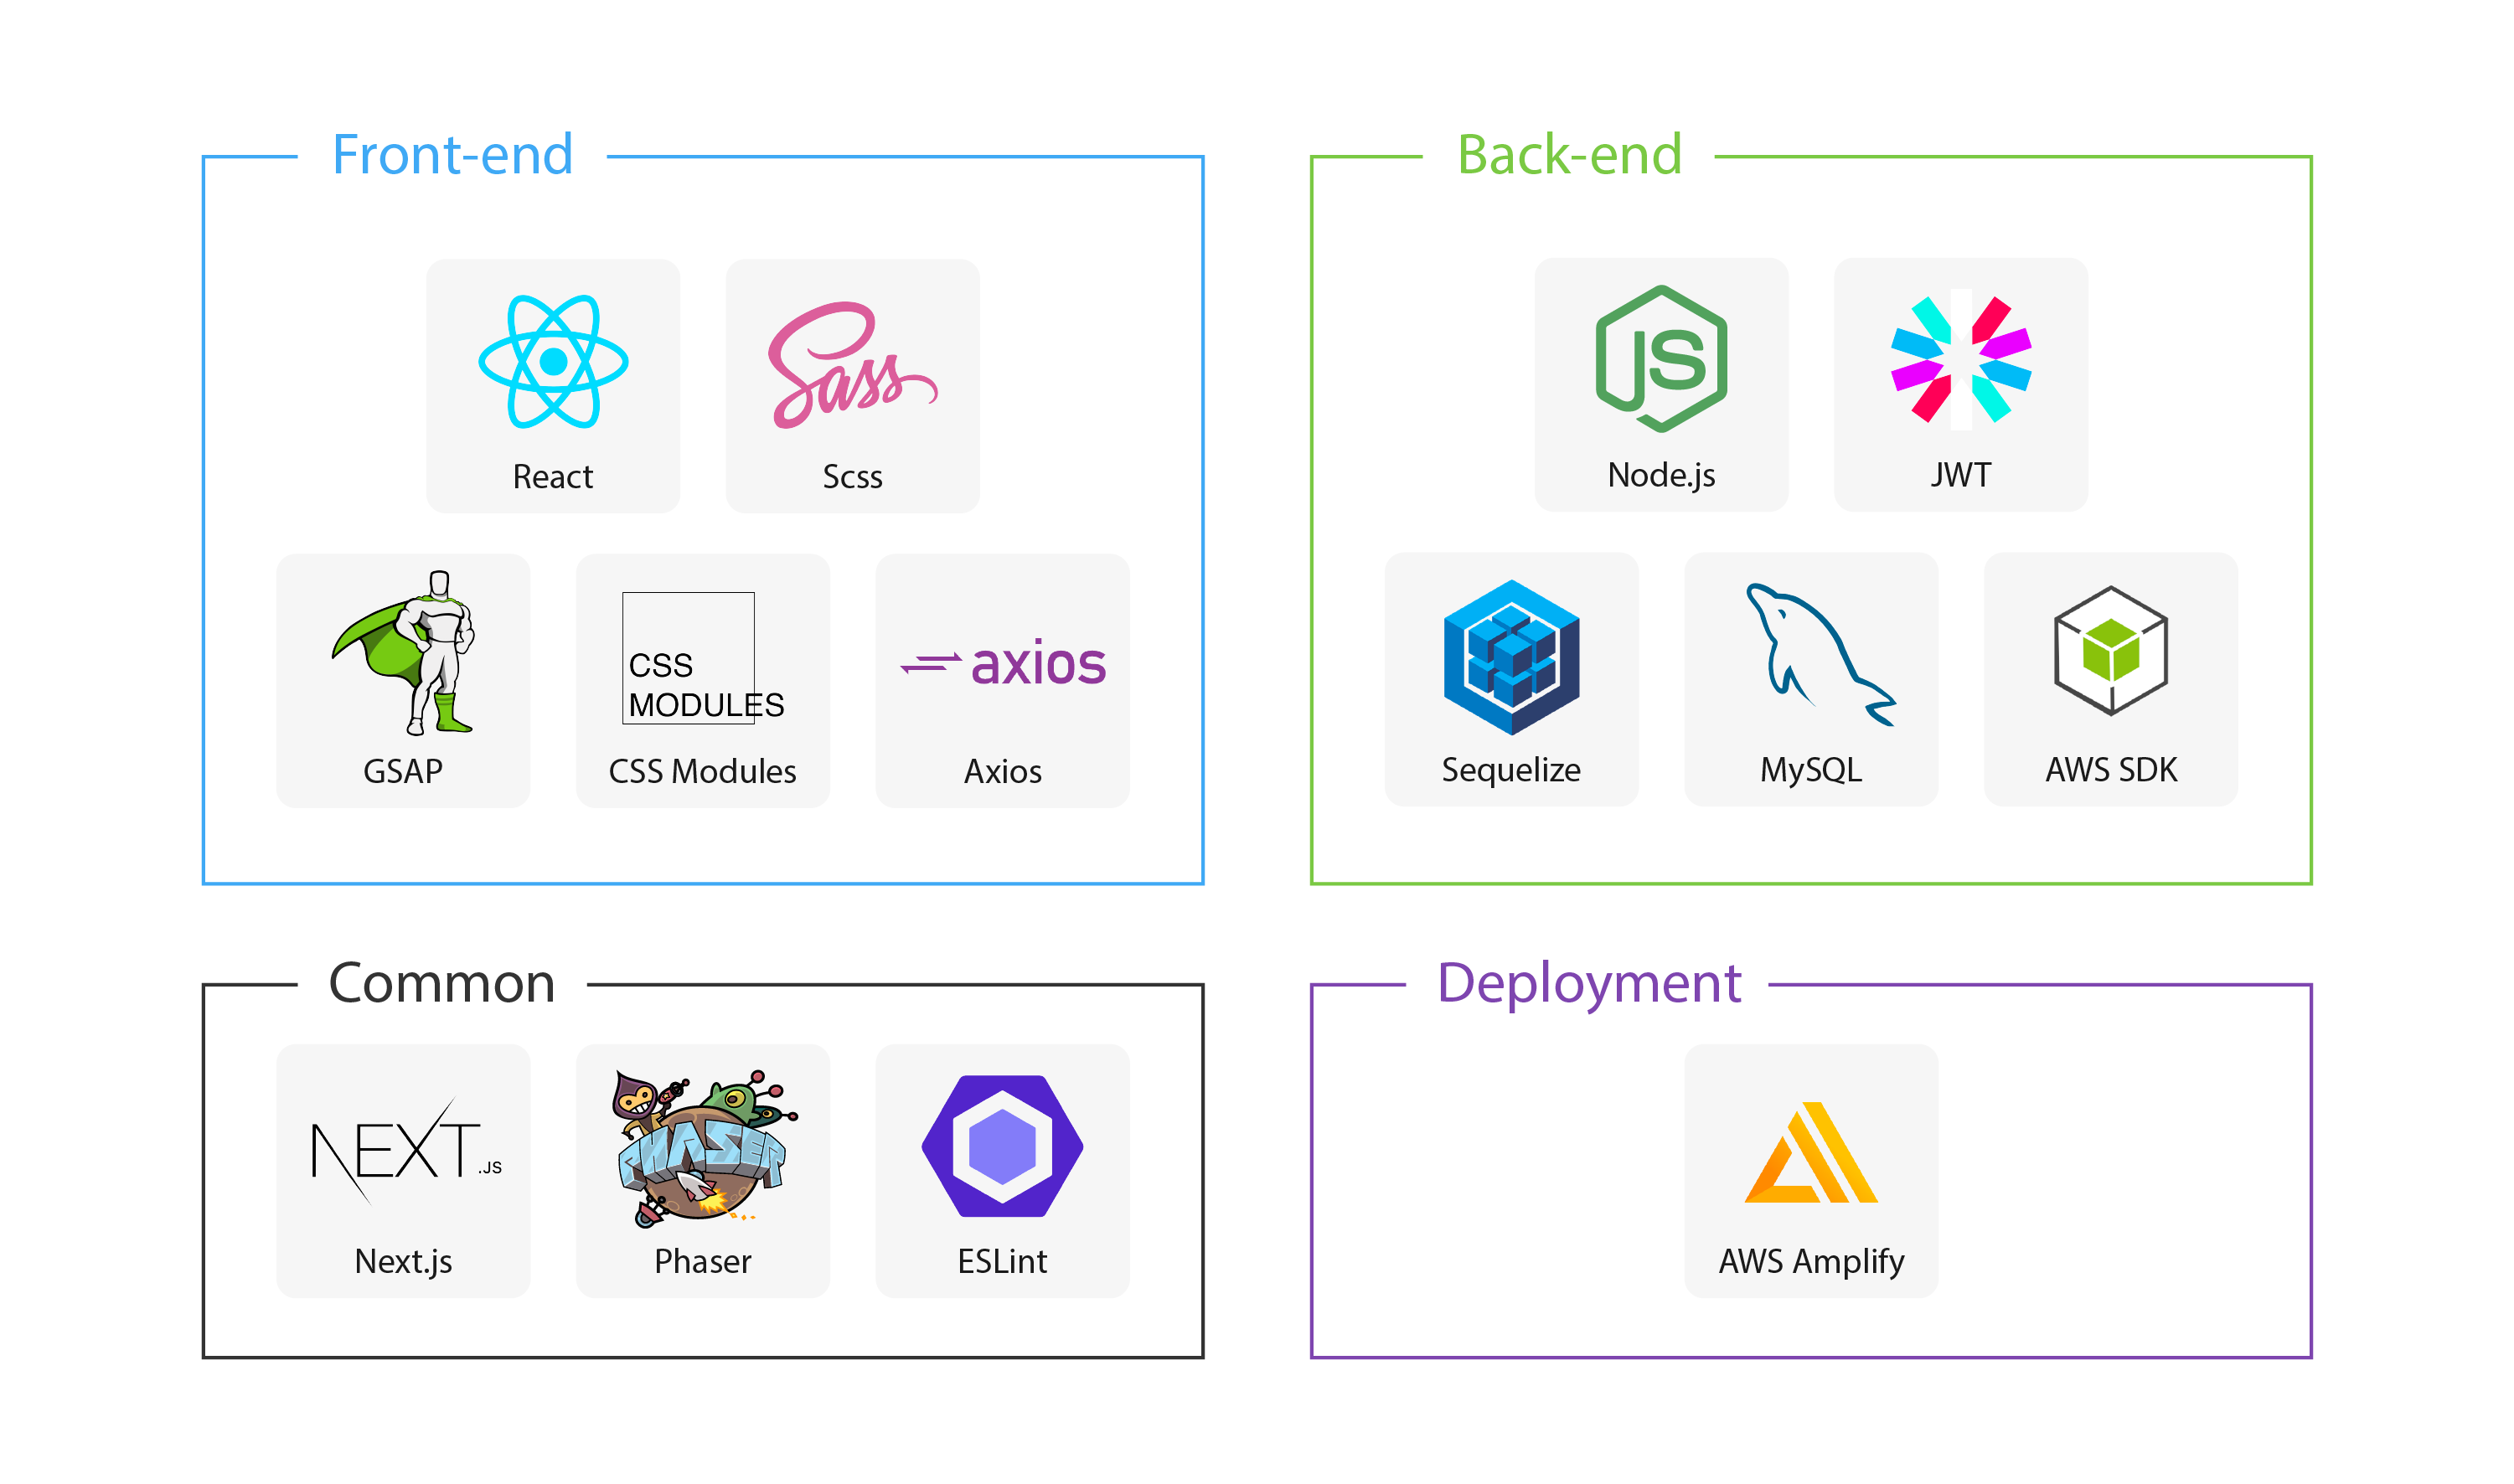 Front-end
Back-end
Sass
React
Scss
JS
Node.js
JWT
GSAP
CSS
MODULES
CSS Modules
axios
Axios
Sequelize
MySQL
AWS SDK
Common
Deployment
NEXT.JS
Next.js
PHASER
Phaser
ESLint
AWS Amplify